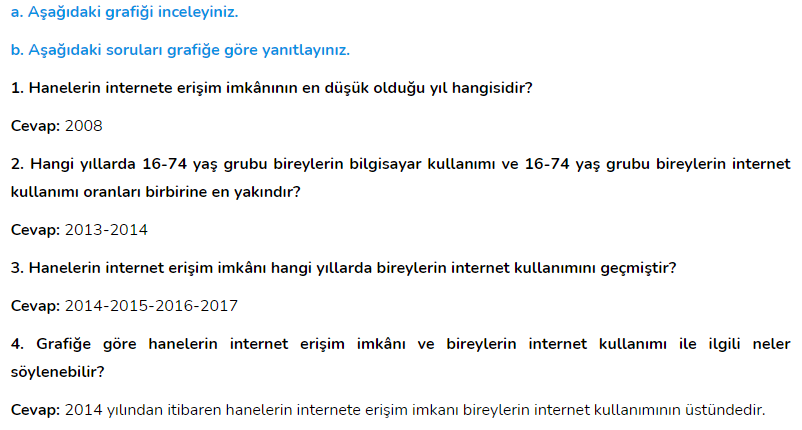 a. Aşağıdaki grafiği inceleyiniz.
b. Aşağıdaki soruları grafiğe göre yanıtlayınız.
1. Hanelerin internete erişim imkânının en düşük olduğu yıl hangisidir?
Cevap: 2008
2. Hangi yıllarda 16-74 yaş grubu bireylerin bilgisayar kullanımı ve 16-74 yaş grubu bireylerin internet
kullanımı oranları birbirine en yakındır?
Cevap: 2013-2014
3. Hanelerin internet erişim imkânı hangi yıllarda bireylerin internet kullanımını geçmiştir?
Cevap: 2014-2015-2016-2017
4. Grafiğe göre hanelerin internet erişim imkânı ve bireylerin internet kullanımı ile ilgili neler
söylenebilir?
Cevap: 2014 yılından itibaren hanelerin internete erişim imkanı bireylerin internet kullanımının üstündedir.